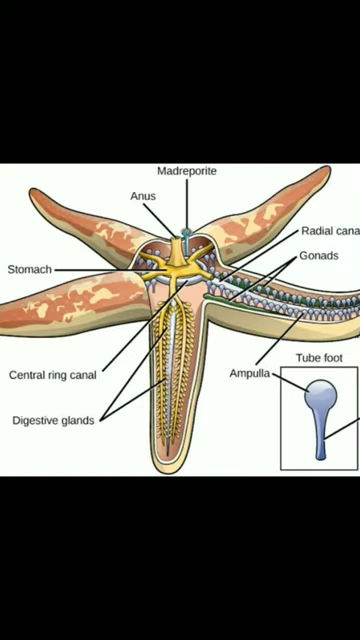 Madreporite
Anus
Radial cana
Gonads
Stomach
Tube foot
Central ring canal
Ampulla
Digestive glands